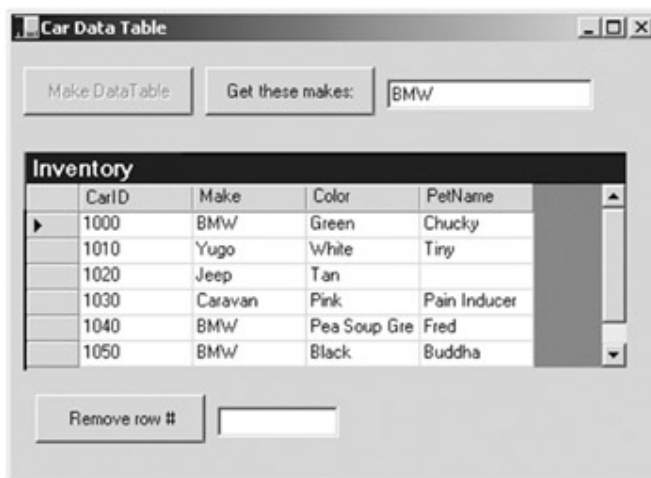 Car Data Table
Make DataTable Get these makes: BMW
Inventory
CarID Make Color PetName
1000 BMW Green Chucky
1010 Yugo White Tiny
1020 Jeep Tan
1030 Caravan Pink Pain Inducer
1040 BMW Pea Soup Gre Fred
1050 BMW Black Buddha
Remove row #